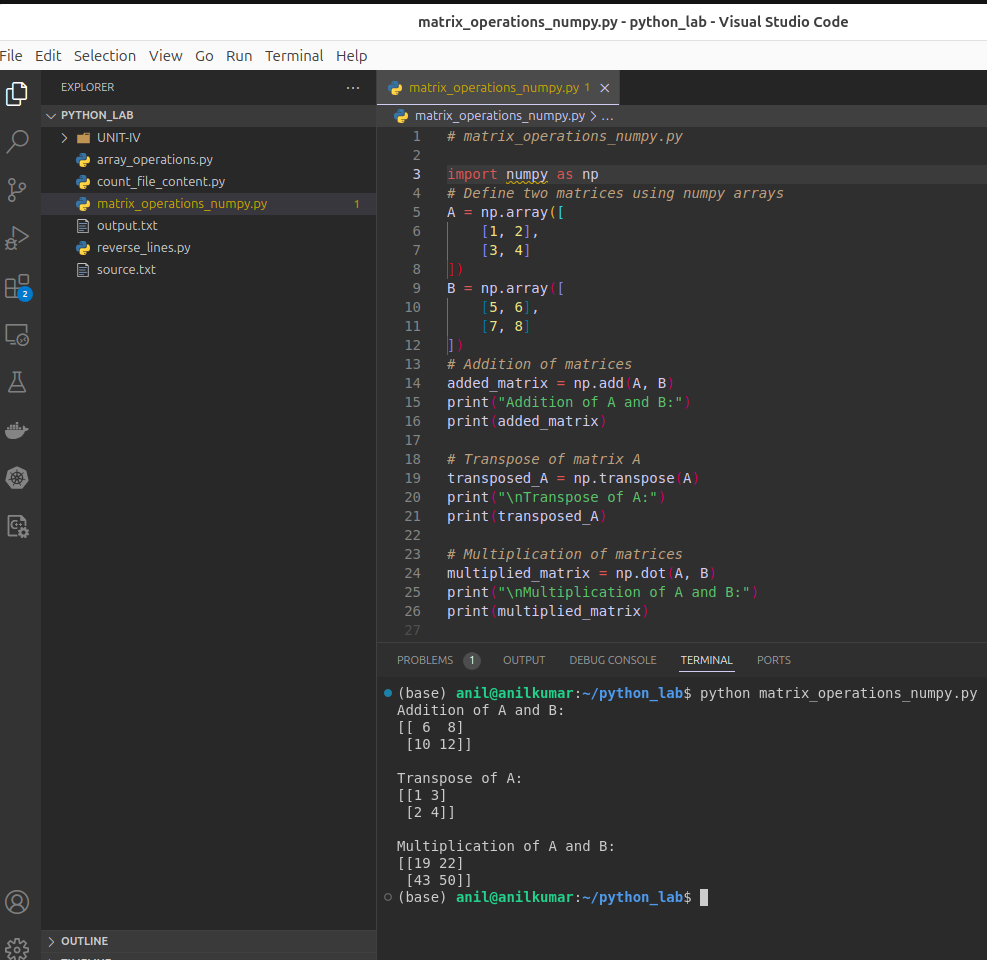 matrix_operations_numpy.py - python_lab - Visual Studio Code
File Edit Selection View Go Run Terminal Help
EXPLORER ...
PYTHON_LAB
UNIT-IV
array_operations.py
count_file_content.py
matrix_operations_numpy.py 1
output.txt
reverse_lines.py
source.txt
2
OUTLINE
matrix_operations_numpy.py 1
matrix_operations_numpy.py > ...
1 # matrix_operations_numpy.py
2
3 import numpy as np
4 # Define two matrices using numpy arrays
5 A = np.array([
6     [1, 2],
7     [3, 4]
8 ])
9 B = np.array([
10     [5, 6],
11     [7, 8]
12 ])
13 # Addition of matrices
14 added_matrix = np.add(A, B)
15 print("Addition of A and B:")
16 print(added_matrix)
17
18 # Transpose of matrix A
19 transposed_A = np.transpose(A)
20 print("\nTranspose of A:")
21 print(transposed_A)
22
23 # Multiplication of matrices
24 multiplied_matrix = np.dot(A, B)
25 print("\nMultiplication of A and B:")
26 print(multiplied_matrix)
27
PROBLEMS 1 OUTPUT DEBUG CONSOLE TERMINAL PORTS
(base) anil@anilkumar:~/python_lab$ python matrix_operations_numpy.py
Addition of A and B:
[[ 6  8]
 [10 12]]
Transpose of A:
[[1 3]
 [2 4]]
Multiplication of A and B:
[[19 22]
 [43 50]]
(base) anil@anilkumar:~/python_lab$